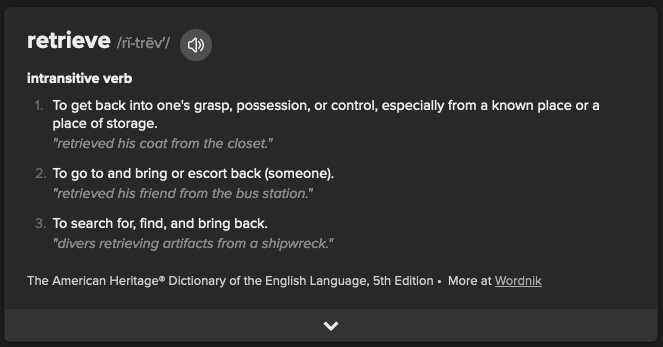 retrieve /rĭ-trēv′/
intransitive verb
1. To get back into one's grasp, possession, or control, especially from a known place or a
place of storage.
"retrieved his coat from the closet."
2. To go to and bring or escort back (someone).
"retrieved his friend from the bus station."
3. To search for, find, and bring back.
"divers retrieving artifacts from a shipwreck."
The American Heritage® Dictionary of the English Language, 5th Edition • More at Wordnik